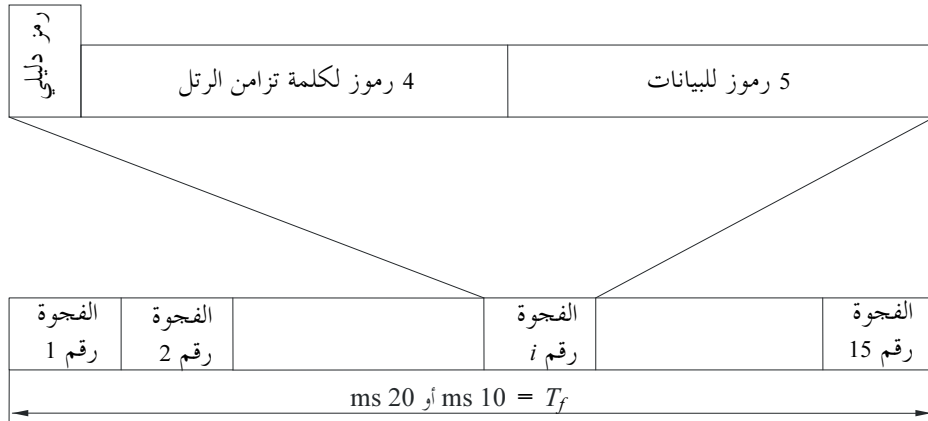 رمز دليلي
4 رموز لكلمة تزامن الرتل
5 رموز للبيانات
الفجوة
رقم 1
الفجوة
رقم 2
الفجوة
رقم i
الفجوة
رقم 15
ms 20 أو ms 10 = Tf